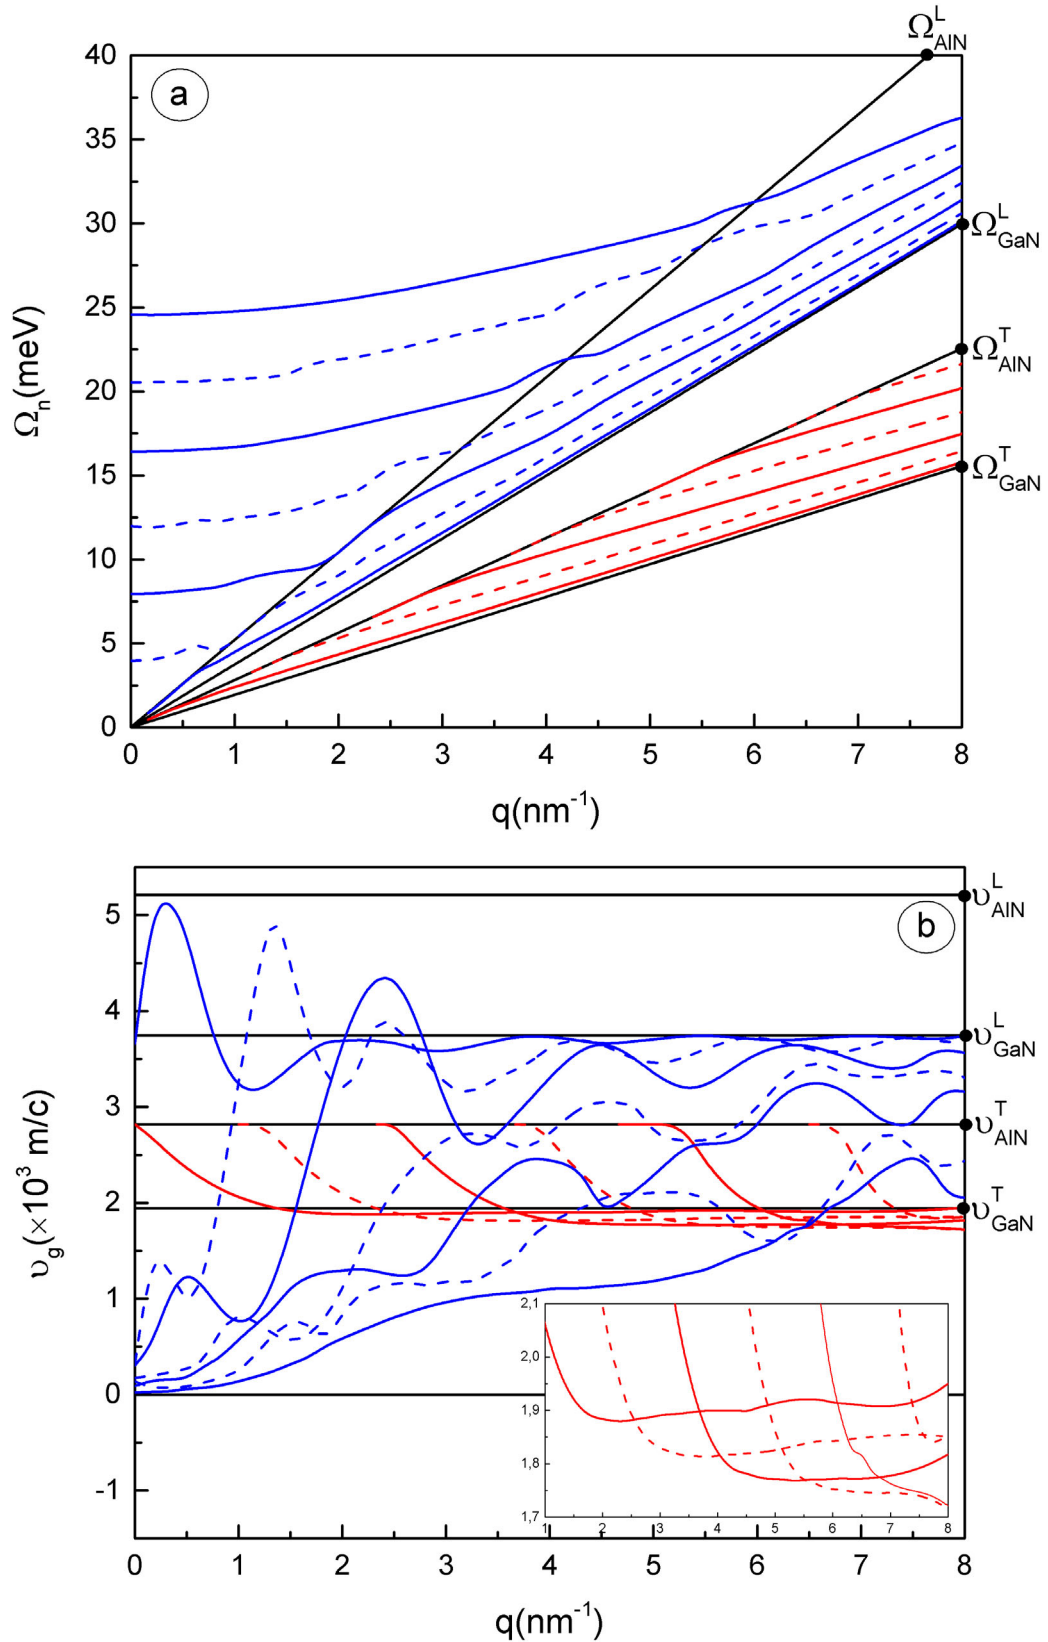 Ω^L_AlN
40
a
35
30
Ω^L_GaN
25
Ω^T_AlN
20
Ω^T_GaN
15
10
5
0
Ω_n(meV)
0 1 2 3 4 5 6 7 8
q(nm^-1)
υ^L_AlN
5
b
4
υ^L_GaN
3
υ^T_AlN
2
υ^T_GaN
1
0
-1
υ_g(×10^3 m/c)
2,1
2,0
1,9
1,8
1,7
1 2 3 4 5 6 7 8
0 1 2 3 4 5 6 7 8
q(nm^-1)